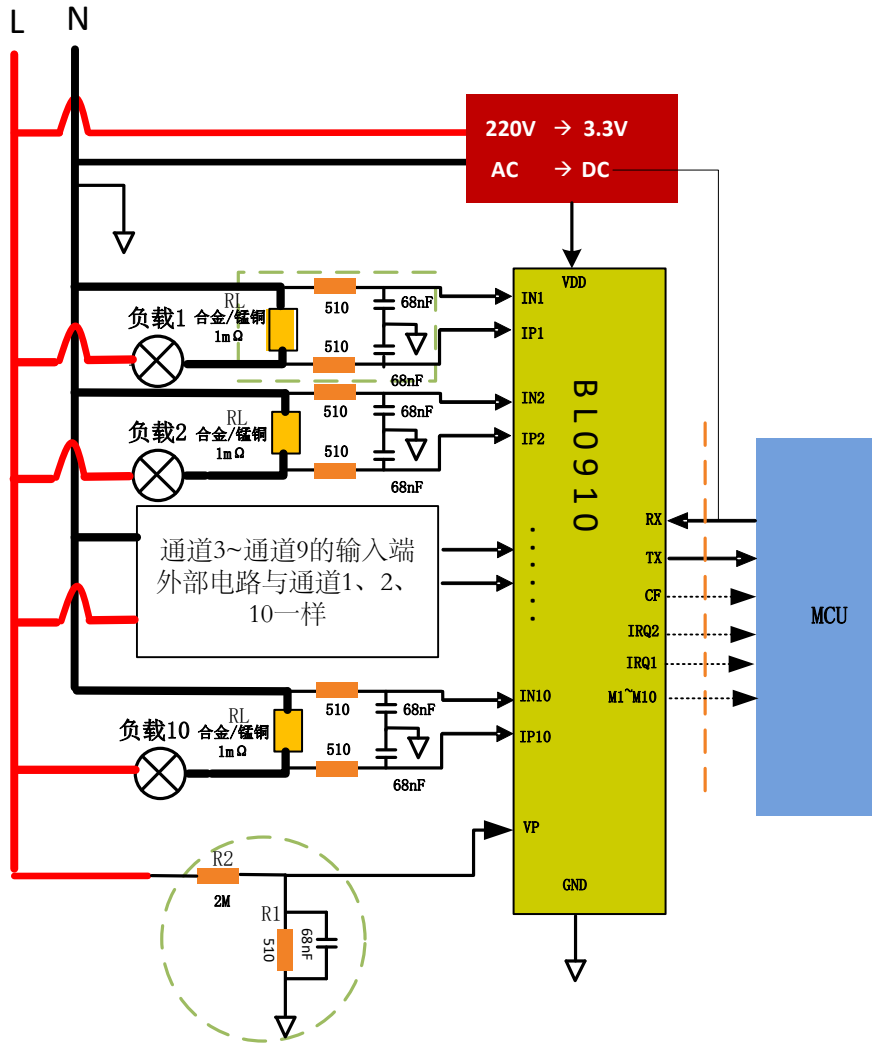 L N
220V → 3.3V
AC → DC
VDD
RL
合金/锰铜
1mΩ
负载1
510
68nF
510
68nF
IN1
IP1
RL
合金/锰铜
1mΩ
负载2
510
68nF
510
68nF
IN2
IP2
BL0910
通道3~通道9的输入端
外部电路与通道1、2、
10一样
RX
TX
CF
IRQ2
IRQ1
M1~M10
MCU
RL
合金/锰铜
1mΩ
负载10
510
68nF
510
68nF
IN10
IP10
VP
GND
R2
2M
R1
510
68nF